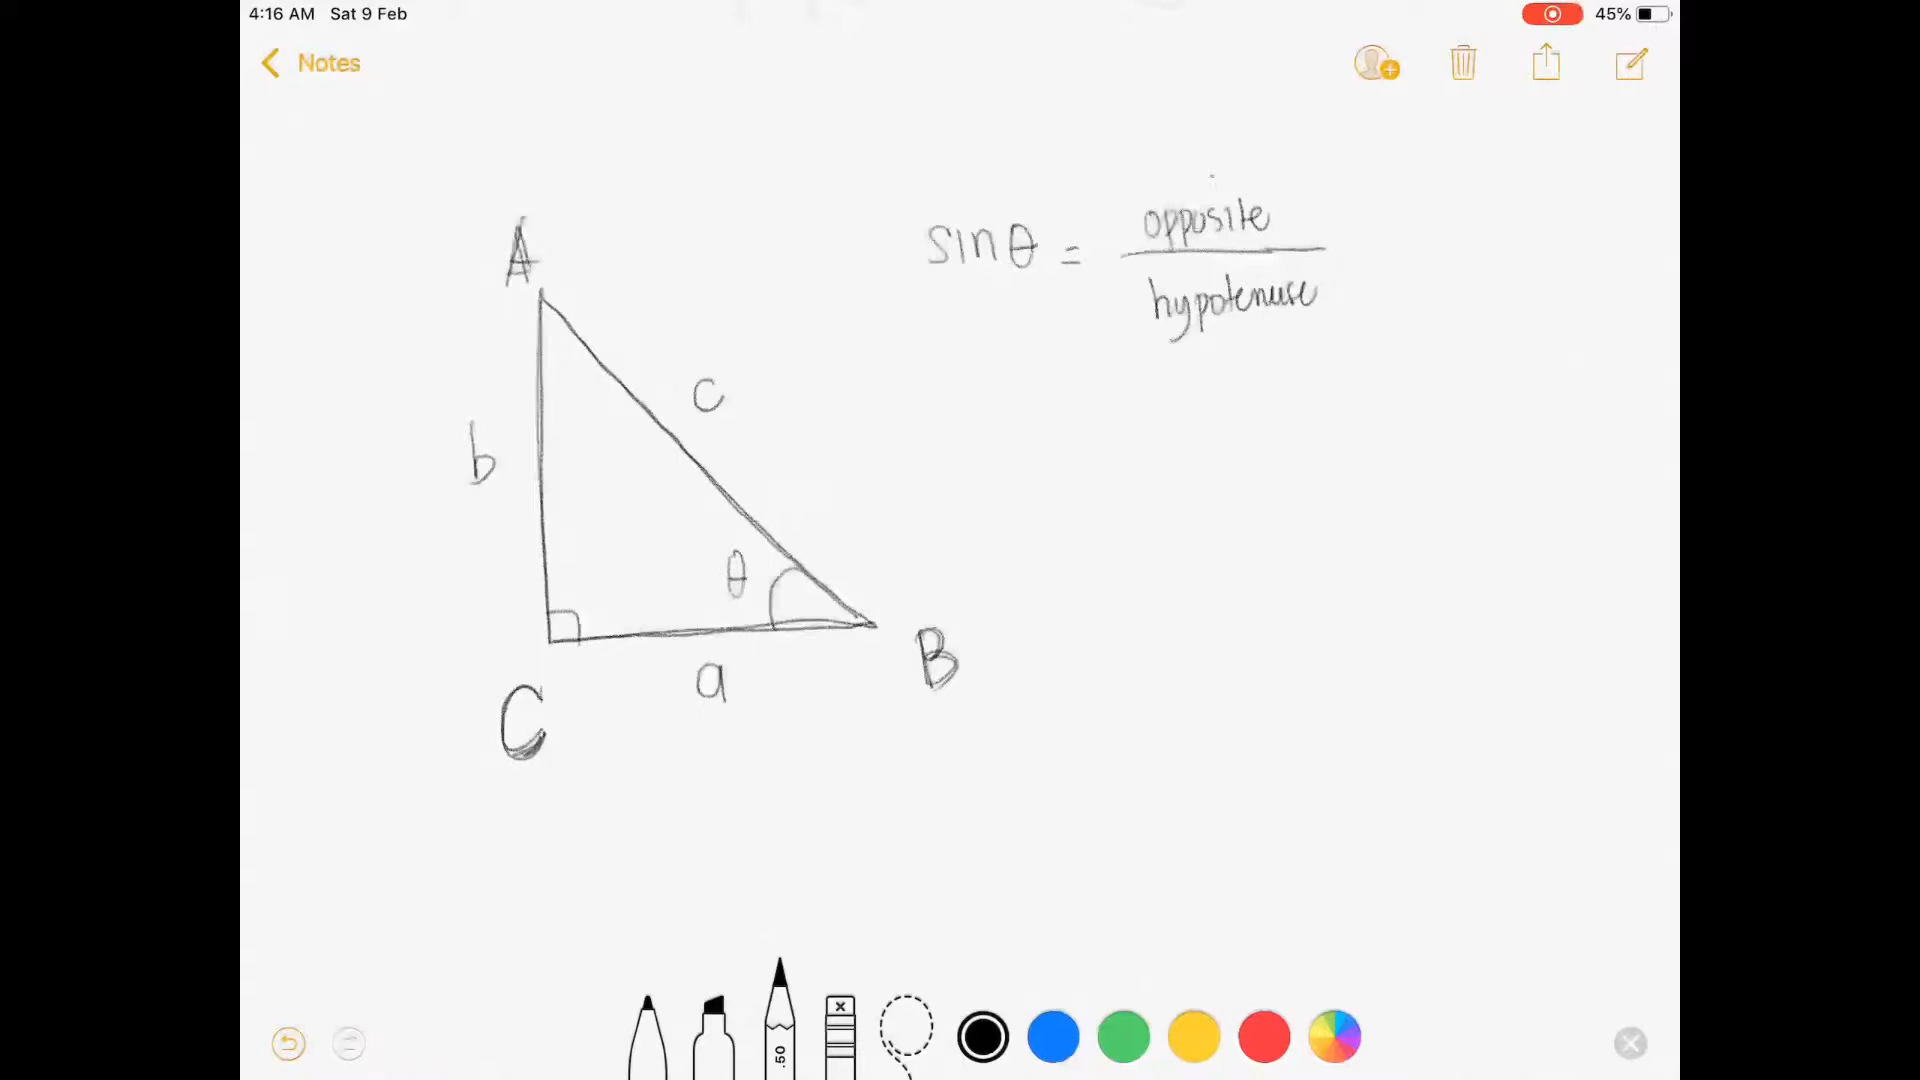 4:16 AM Sat 9 Feb
45%
Notes
A
sin θ = opposite / hypotenuse
c
b
θ
B
a
C
.50